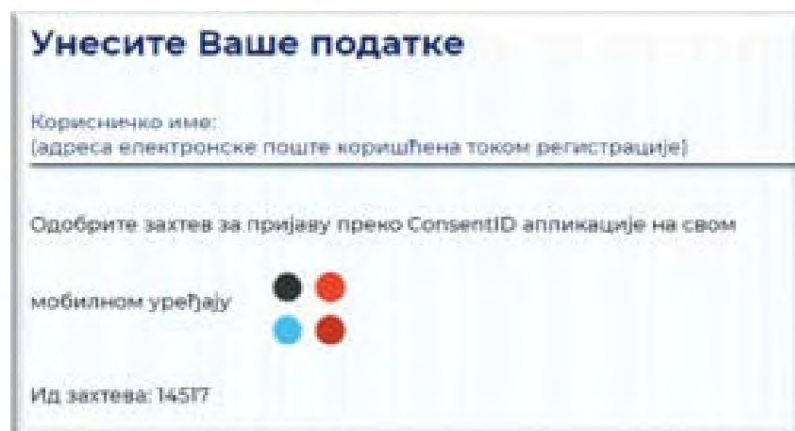 Унесите Ваше податке
Корисничко име:
(адреса електронске поште коришћена током регистрације)
Одобрите захтев за пријаву преко ConsentID апликације на свом
мобилном уређају
Ид захтева: 14517